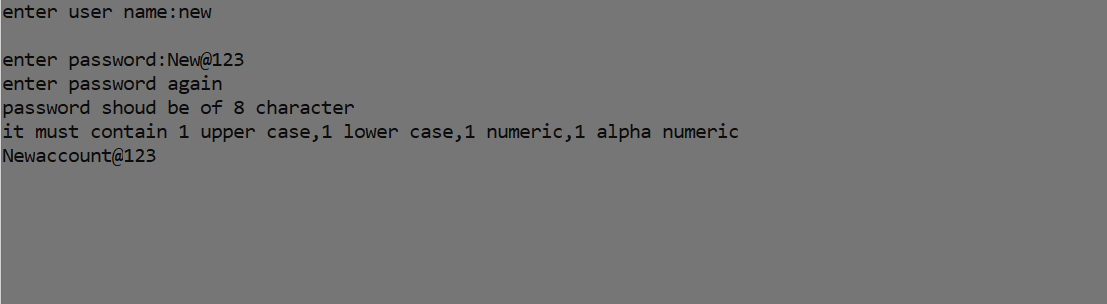 enter user name:new
enter password:New@123
enter password again
password shoud be of 8 character
it must contain 1 upper case,1 lower case,1 numeric,1 alpha numeric
Newaccount@123